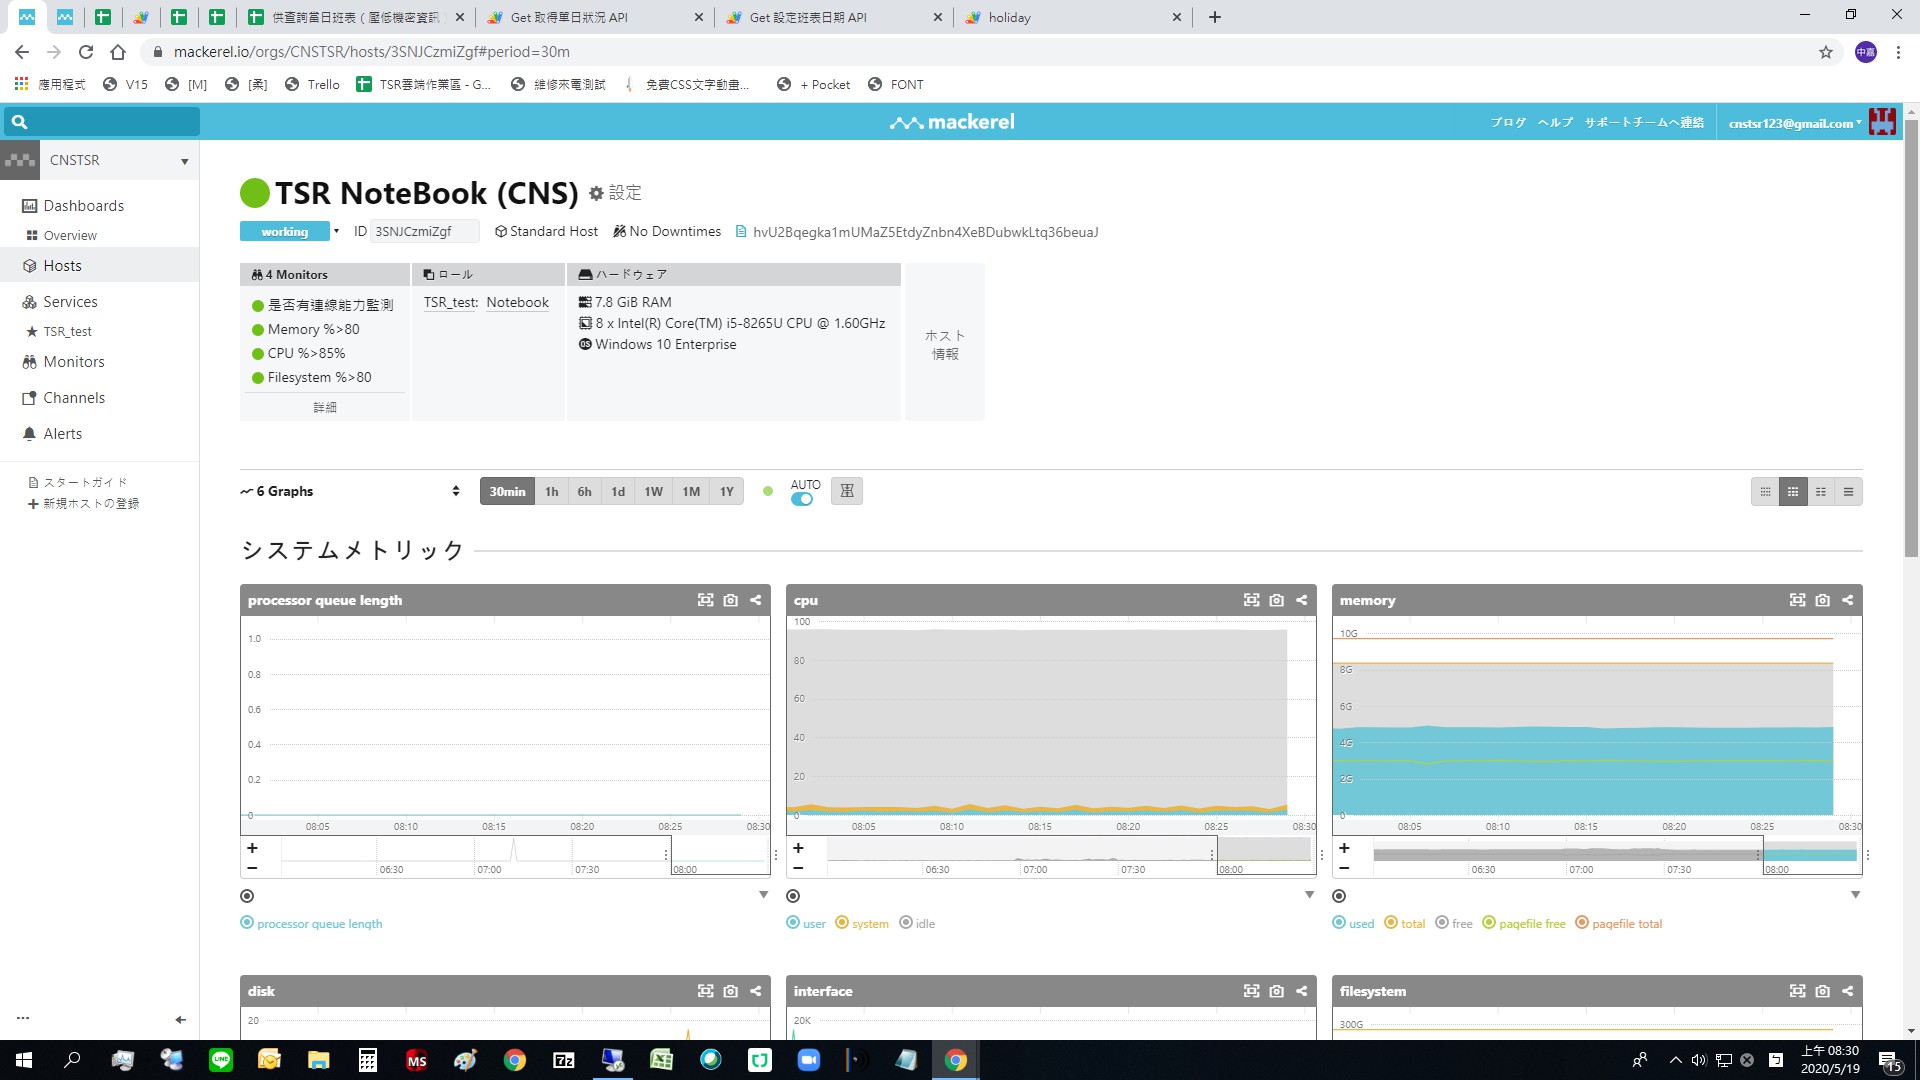 供查詢當日班表（壓低機密資訊
Get 取得單日狀況 API
Get 設定班表日期 API
holiday
mackerel.io/orgs/CNSTSR/hosts/3SNJCzmiZgf#period=30m
中嘉
應用程式
V15
[M]
[柔]
Trello
TSR雲端作業區 - G...
維修來電測試
免費CSS文字動畫...
+ Pocket
FONT
mackerel
ブログ ヘルプ サポートチームへ連絡 cnstsr123@gmail.com
CNSTSR
Dashboards
Overview
Hosts
Services
TSR_test
Monitors
Channels
Alerts
スタートガイド
新規ホストの登録
TSR NoteBook (CNS) 設定
working ID 3SNJCzmiZgf Standard Host No Downtimes hvU2Bqegka1mUMaZ5EtdyZnbn4XeBDubwkLtq36beuaJ
4 Monitors
是否有連線能力監測
Memory %>80
CPU %>85%
Filesystem %>80
詳細
ロール
TSR_test: Notebook
ハードウェア
7.8 GiB RAM
8 x Intel(R) Core(TM) i5-8265U CPU @ 1.60GHz
Windows 10 Enterprise
ホスト
情報
6 Graphs
30min 1h 6h 1d 1W 1M 1Y
AUTO
システムメトリック
processor queue length
1.0
0.8
0.6
0.4
0.2
0
08:05 08:10 08:15 08:20 08:25 08:30
06:30 07:00 07:30 08:00
processor queue length
cpu
100
80
60
40
20
0
08:05 08:10 08:15 08:20 08:25 08:30
06:30 07:00 07:30 08:00
user system idle
memory
10G
8G
6G
4G
2G
0
08:05 08:10 08:15 08:20 08:25 08:30
06:30 07:00 07:30 08:00
used total free pagefile free pagefile total
disk
20
interface
20K
filesystem
300G
上午 08:30
2020/5/19
15